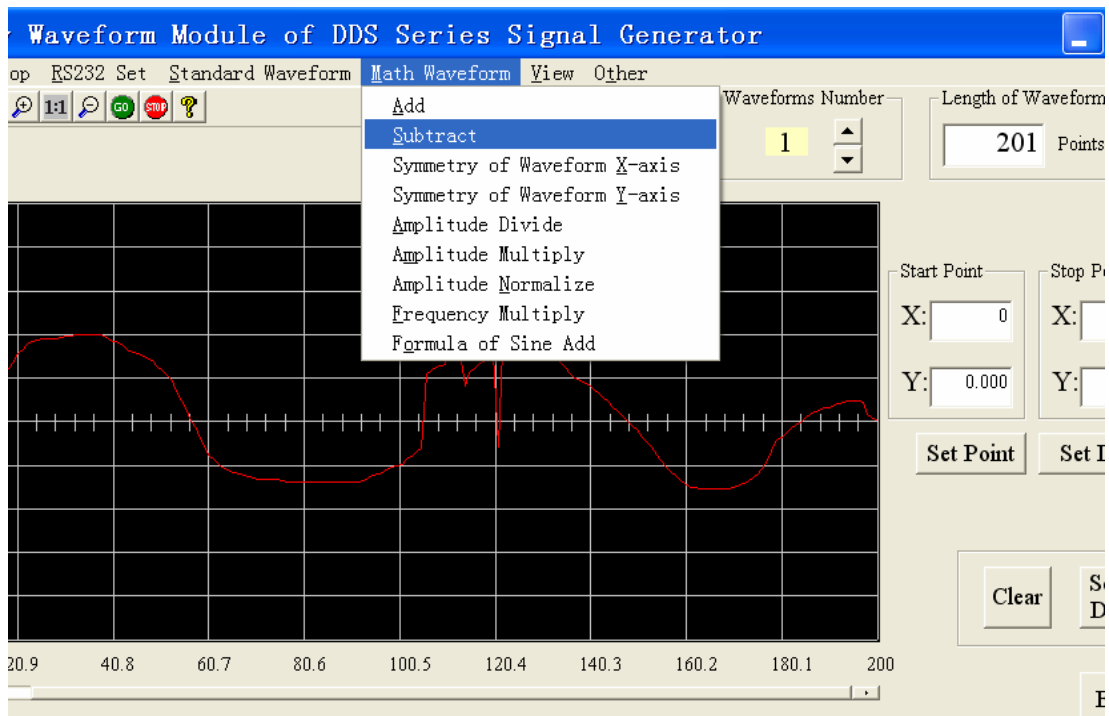 Waveform Module of DDS Series Signal Generator
op RS232 Set Standard Waveform Math Waveform View Other
1:1 GO STOP ?
Add
Subtract
Symmetry of Waveform X-axis
Symmetry of Waveform Y-axis
Amplitude Divide
Amplitude Multiply
Amplitude Normalize
Frequency Multiply
Formula of Sine Add
Waveforms Number
1
Length of Waveform
201 Points
Start Point
X: 0
Y: 0.000
Set Point
Stop Po
X:
Y:
Set D
Clear
20.9 40.8 60.7 80.6 100.5 120.4 140.3 160.2 180.1 200